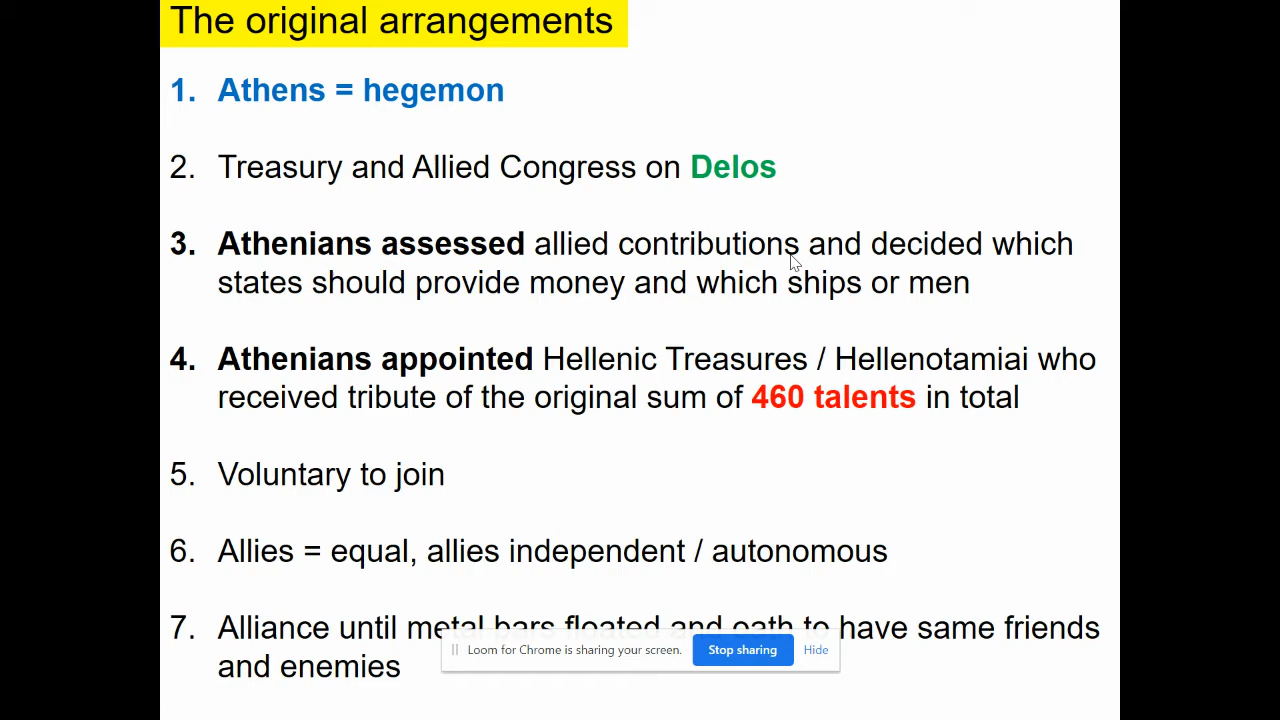 The original arrangements
1. Athens = hegemon
2. Treasury and Allied Congress on Delos
3. Athenians assessed allied contributions and decided which
states should provide money and which ships or men
4. Athenians appointed Hellenic Treasures / Hellenotamiai who
received tribute of the original sum of 460 talents in total
5. Voluntary to join
6. Allies = equal, allies independent / autonomous
7. Alliance until metal bars floated and oath to have same friends
and enemies
Loom for Chrome is sharing your screen. Stop sharing Hide